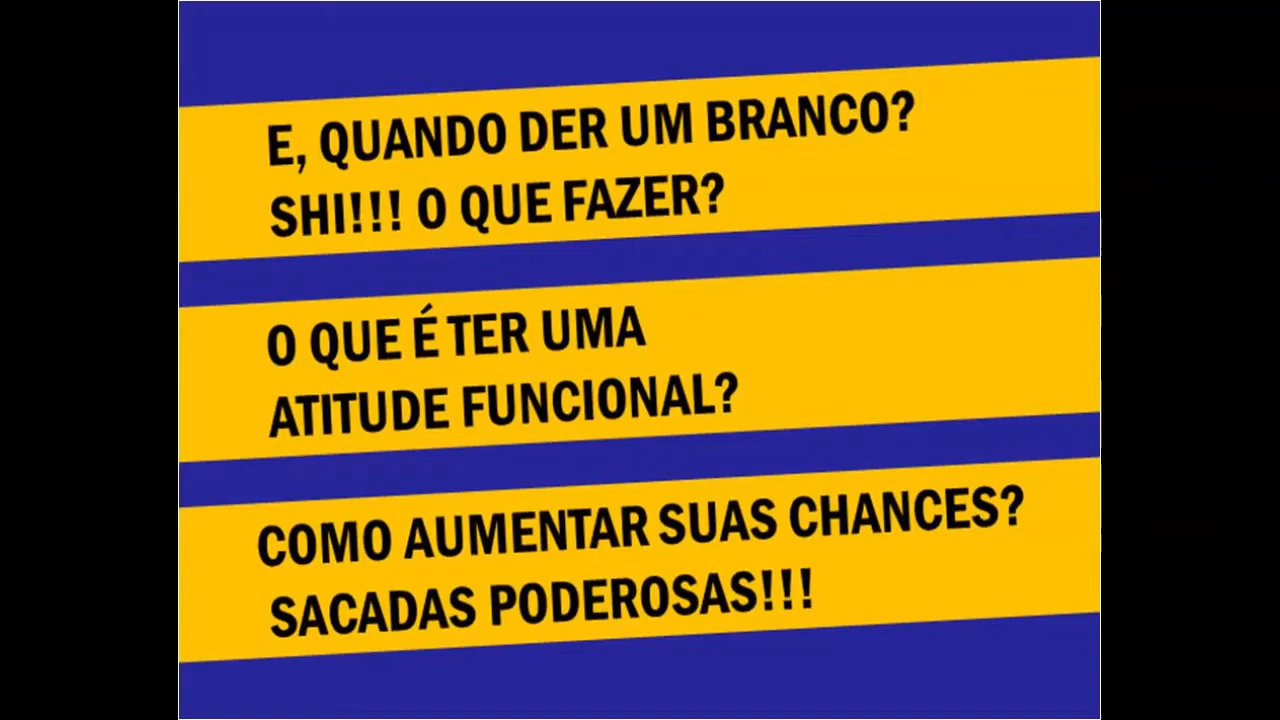 E, QUANDO DER UM BRANCO?
SHI!!! O QUE FAZER?
O QUE É TER UMA
ATITUDE FUNCIONAL?
COMO AUMENTAR SUAS CHANCES?
SACADAS PODEROSAS!!!